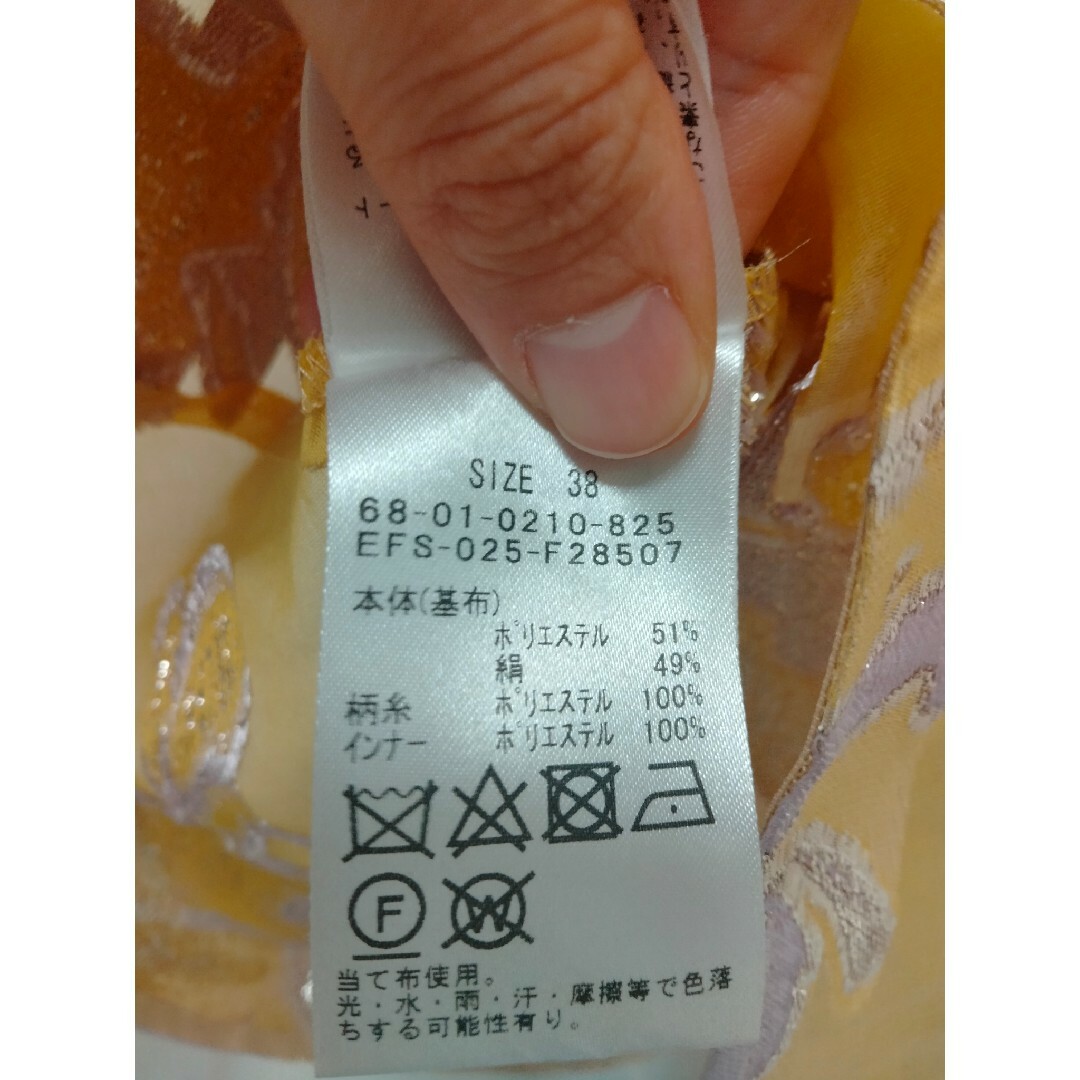 SIZE 38
68-01-0210-825
EFS-025-F28507
本体(基布)
ポリエステル 51%
絹 49%
柄糸 ポリエステル 100%
インナー ポリエステル 100%
F
W
当て布使用。
光・水・雨・汗・摩擦等で色落
ちする可能性有り。